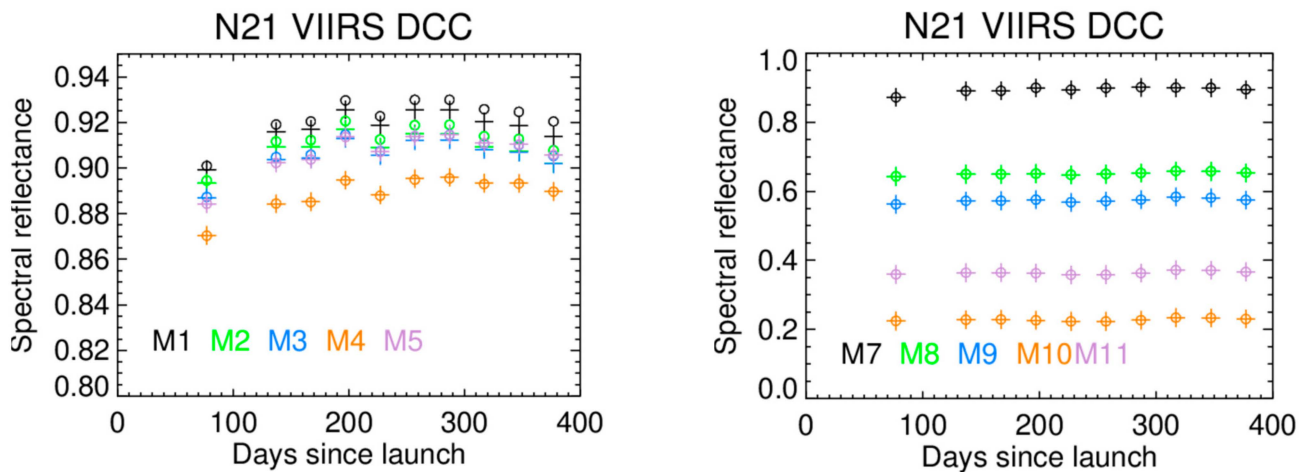 N21 VIIRS DCC
Spectral reflectance
0.94
0.92
0.90
0.88
0.86
0.84
0.82
0.80
M1 M2 M3 M4 M5
0 100 200 300 400
Days since launch
N21 VIIRS DCC
Spectral reflectance
1.0
0.8
0.6
0.4
0.2
0.0
M7 M8 M9 M10M11
0 100 200 300 400
Days since launch